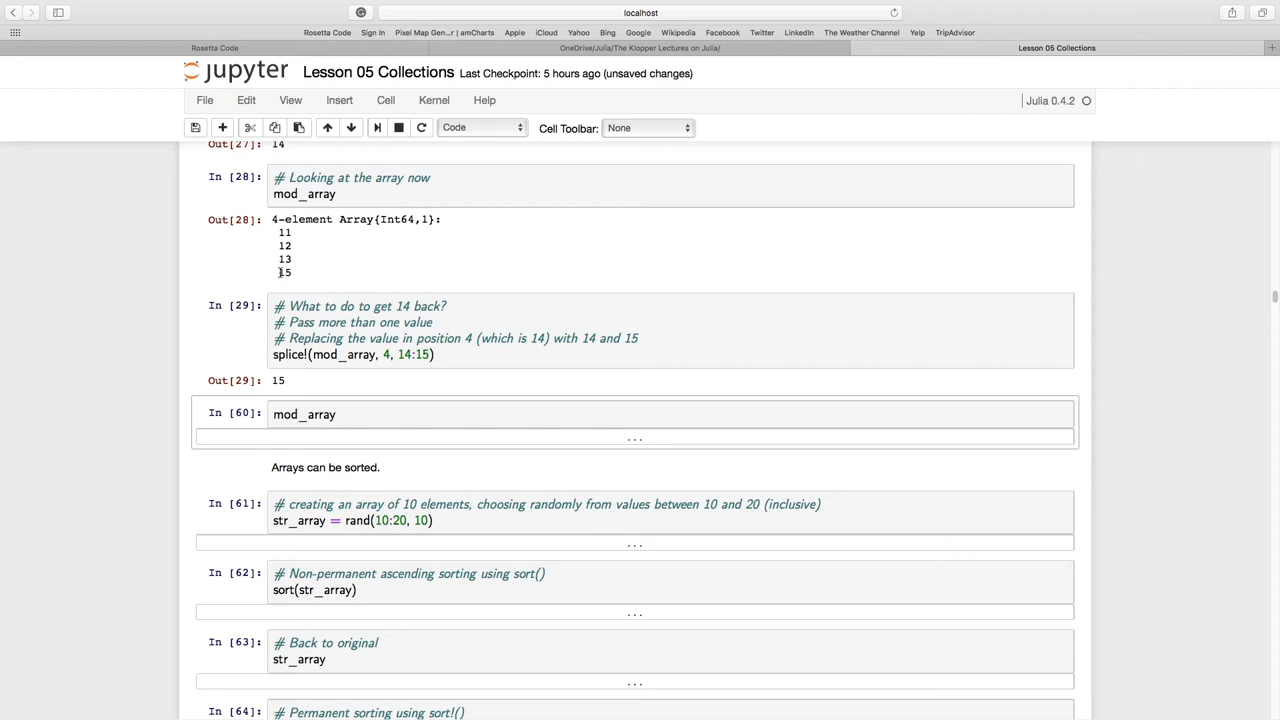 localhost
Rosetta Code Sign In Pixel Map Gen...r | amCharts Apple iCloud Yahoo Bing Google Wikipedia Facebook Twitter LinkedIn The Weather Channel Yelp TripAdvisor
Rosetta Code OneDrive/Julia/The Klopper Lectures on Julia/ Lesson 05 Collections
jupyter Lesson 05 Collections Last Checkpoint: 5 hours ago (unsaved changes)
File Edit View Insert Cell Kernel Help Julia 0.4.2
Code Cell Toolbar: None
Out[27]: 14
In [28]: # Looking at the array now
mod_array
Out[28]: 4-element Array{Int64,1}:
11
12
13
15
In [29]: # What to do to get 14 back?
# Pass more than one value
# Replacing the value in position 4 (which is 14) with 14 and 15
splice!(mod_array, 4, 14:15)
Out[29]: 15
In [60]: mod_array
...
Arrays can be sorted.
In [61]: # creating an array of 10 elements, choosing randomly from values between 10 and 20 (inclusive)
str_array = rand(10:20, 10)
...
In [62]: # Non-permanent ascending sorting using sort()
sort(str_array)
...
In [63]: # Back to original
str_array
...
In [64]: # Permanent sorting using sort!()